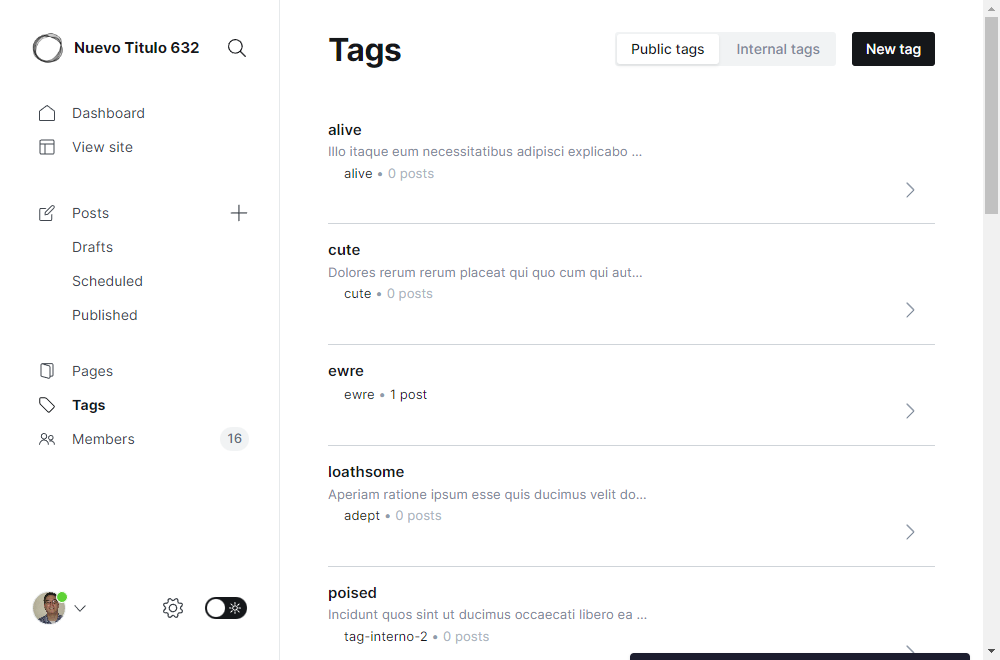 Nuevo Titulo 632
Dashboard
View site
Posts
Drafts
Scheduled
Published
Pages
Tags
Members 16
Tags
Public tags Internal tags New tag
alive
Illo itaque eum necessitatibus adipisci explicabo ...
alive • 0 posts
cute
Dolores rerum rerum placeat qui quo cum qui aut...
cute • 0 posts
ewre
ewre • 1 post
loathsome
Aperiam ratione ipsum esse quis ducimus velit do...
adept • 0 posts
poised
Incidunt quos sint ut ducimus occaecati libero ea ...
tag-interno-2 • 0 posts